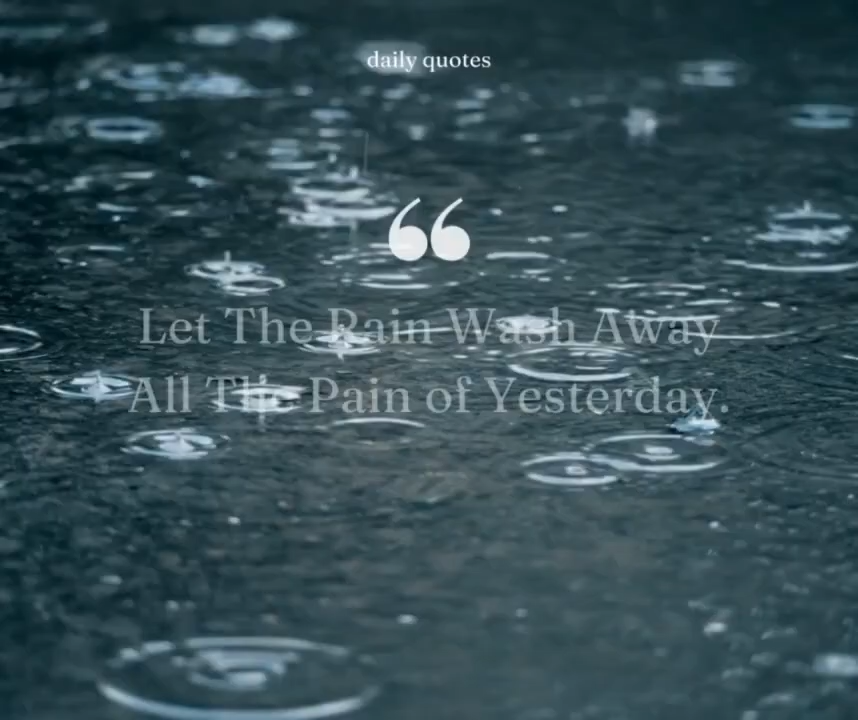 daily quotes
“
Let The Rain Wash Away
All The Pain of Yesterday.